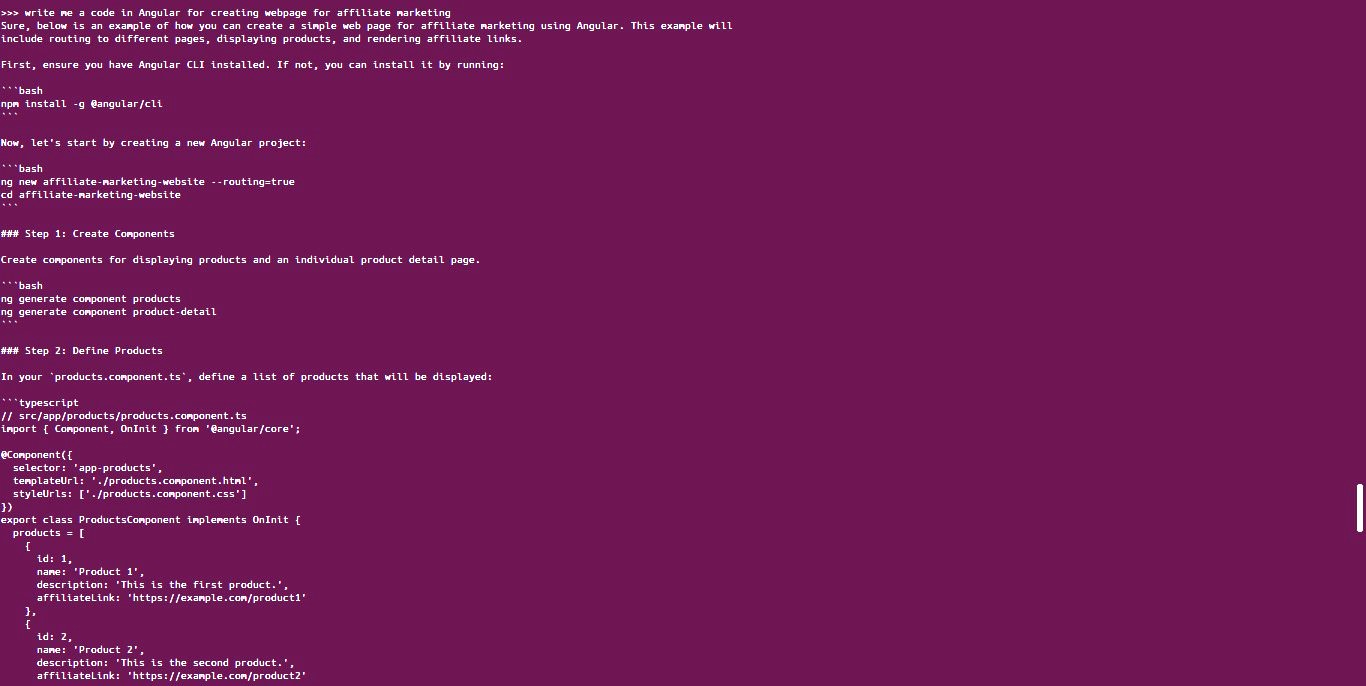 >>> write me a code in Angular for creating webpage for affiliate marketing
Sure, below is an example of how you can create a simple web page for affiliate marketing using Angular. This example will
include routing to different pages, displaying products, and rendering affiliate links.

First, ensure you have Angular CLI installed. If not, you can install it by running:

```bash
npm install -g @angular/cli
```

Now, let's start by creating a new Angular project:

```bash
ng new affiliate-marketing-website --routing=true
cd affiliate-marketing-website
```

### Step 1: Create Components

Create components for displaying products and an individual product detail page.

```bash
ng generate component products
ng generate component product-detail
```

### Step 2: Define Products

In your `products.component.ts`, define a list of products that will be displayed:

```typescript
// src/app/products/products.component.ts
import { Component, OnInit } from '@angular/core';

@Component({
  selector: 'app-products',
  templateUrl: './products.component.html',
  styleUrls: ['./products.component.css']
})
export class ProductsComponent implements OnInit {
  products = [
    {
      id: 1,
      name: 'Product 1',
      description: 'This is the first product.',
      affiliateLink: 'https://example.com/product1'
    },
    {
      id: 2,
      name: 'Product 2',
      description: 'This is the second product.',
      affiliateLink: 'https://example.com/product2'